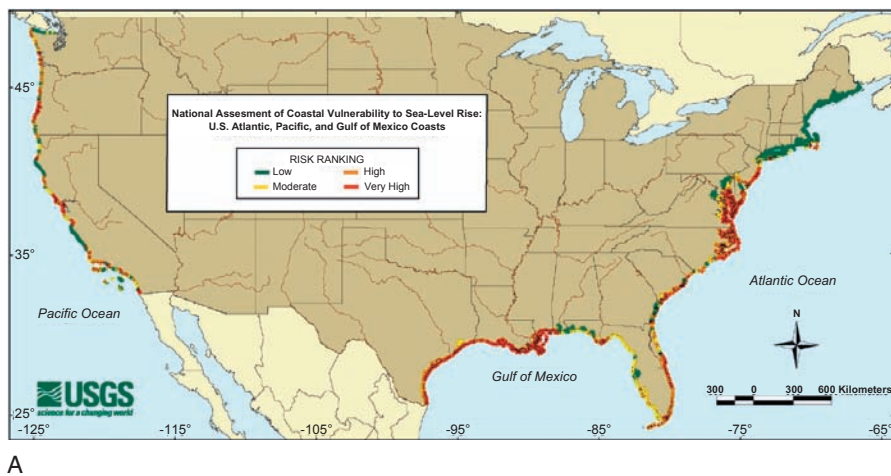 45°
35°
25°
-125°
-115°
-95°
-85°
-75°
-65°
National Assesment of Coastal Vulnerability to Sea-Level Rise:
U.S. Atlantic, Pacific, and Gulf of Mexico Coasts
RISK RANKING
Low
High
Moderate
Very High
Pacific Ocean
Atlantic Ocean
Gulf of Mexico
N
300 0 300 600 Kilometers
USGS
science for a changing world
A